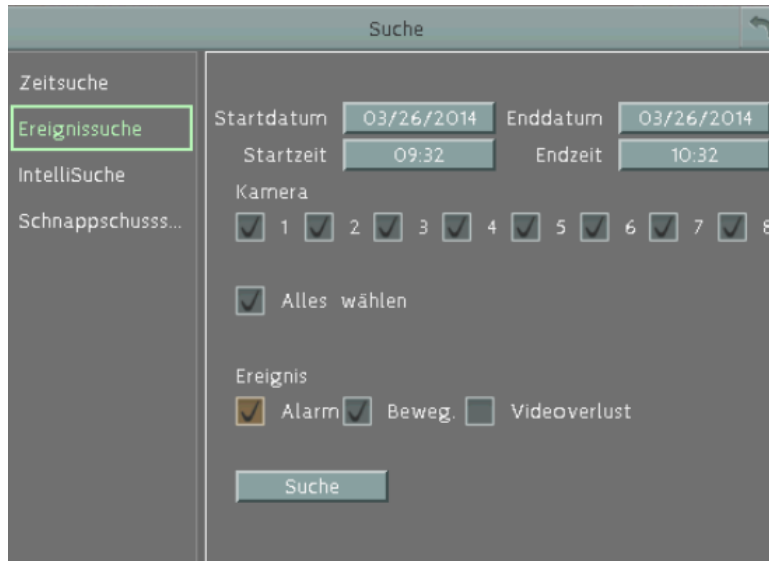 Suche
Zeitsuche
Ereignissuche
IntelliSuche
Schnappschusss...
Startdatum 03/26/2014 Enddatum 03/26/2014
Startzeit 09:32 Endzeit 10:32
Kamera
1 2 3 4 5 6 7 8
Alles wählen
Ereignis
Alarm Beweg. Videoverlust
Suche